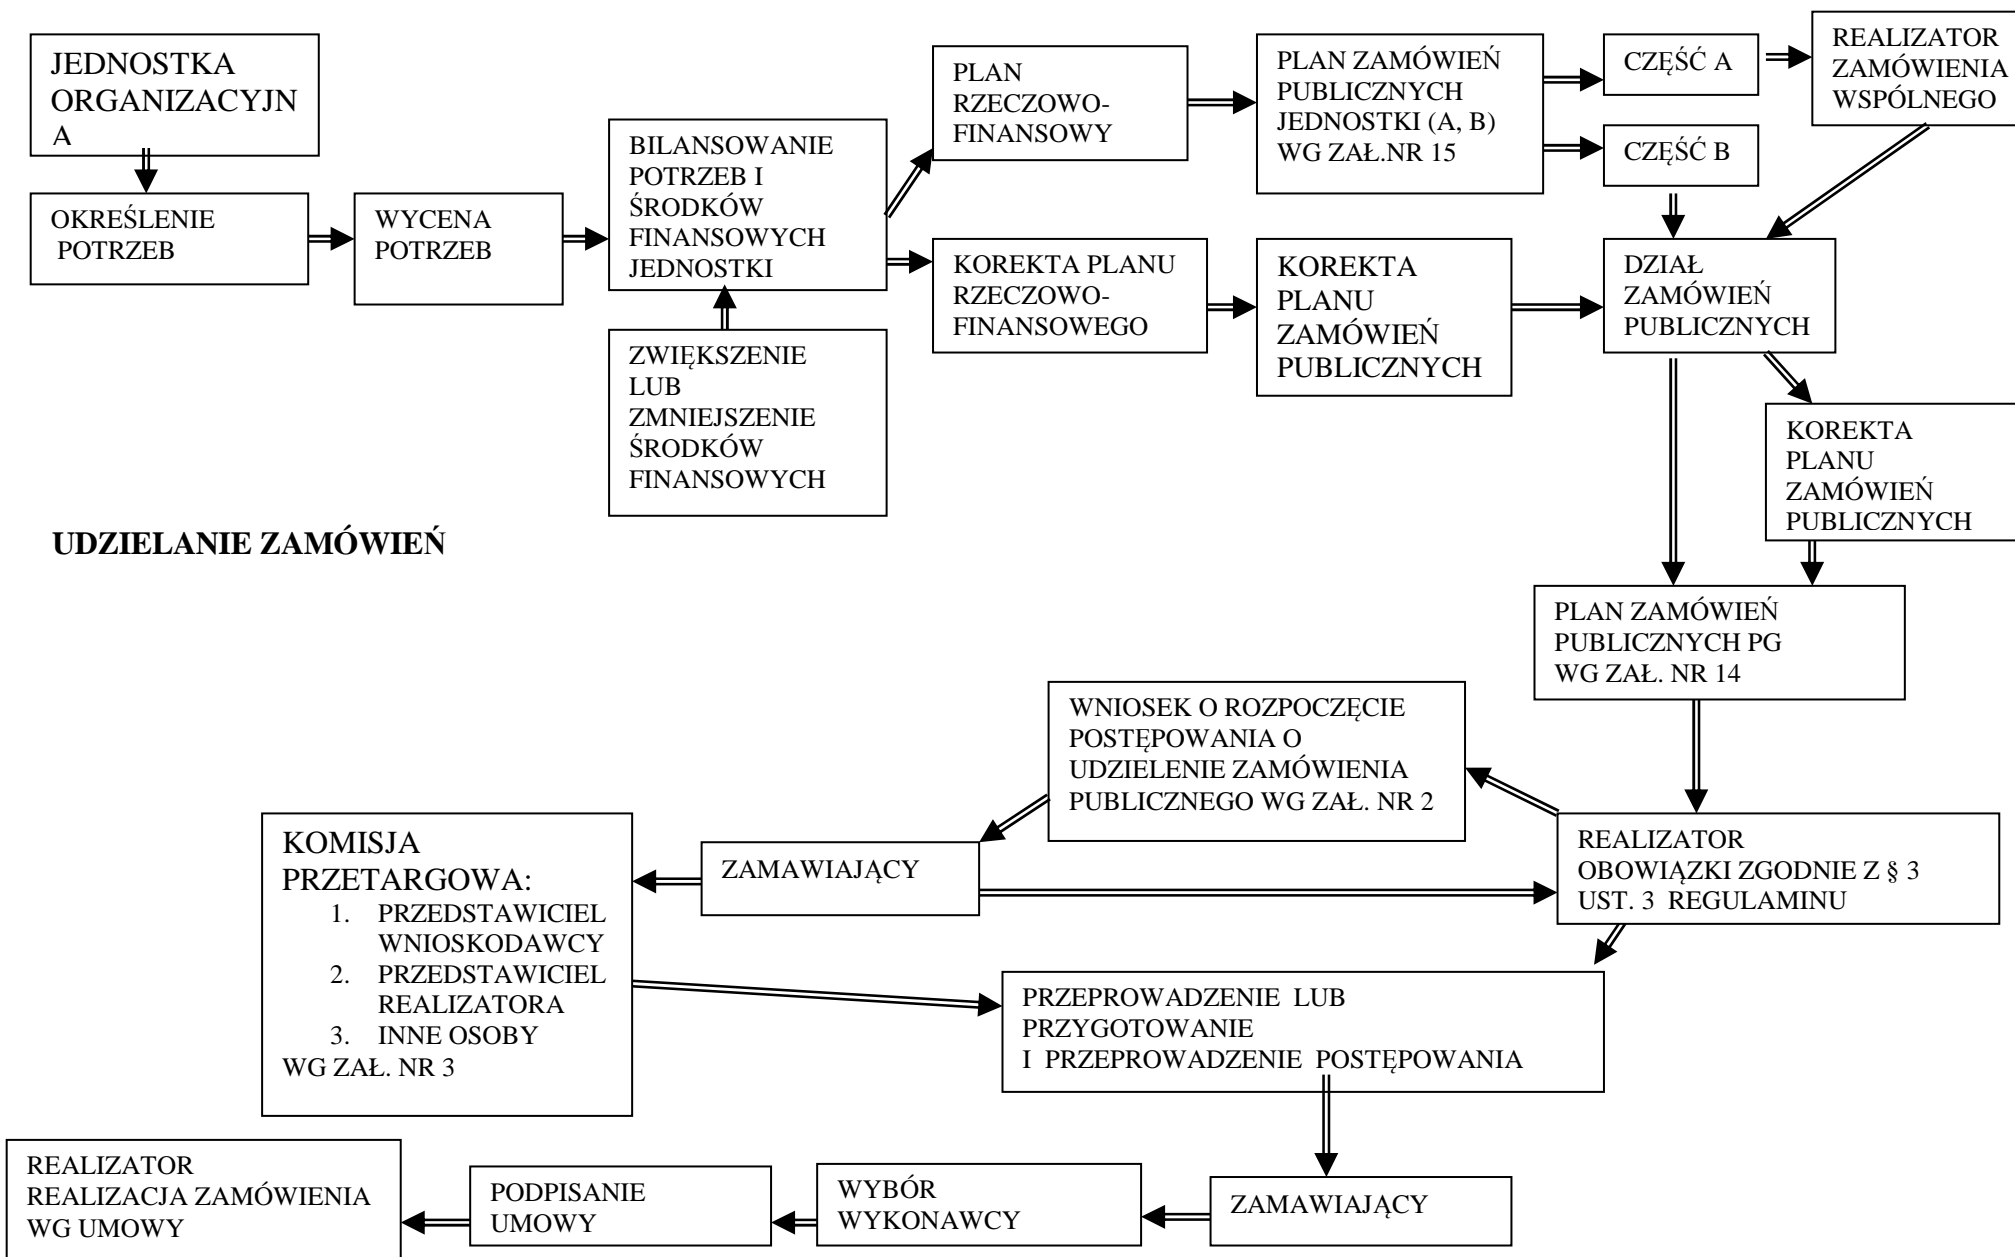 JEDNOSTKA
ORGANIZACYJN
A
OKREŚLENIE
POTRZEB
WYCENA
POTRZEB
BILANSOWANIE
POTRZEB I
ŚRODKÓW
FINANSOWYCH
JEDNOSTKI
ZWIĘKSZENIE
LUB
ZMNIEJSZENIE
ŚRODKÓW
FINANSOWYCH
PLAN
RZECZOWO-
FINANSOWY
KOREKTA PLANU
RZECZOWO-
FINANSOWEGO
PLAN ZAMÓWIEŃ
PUBLICZNYCH
JEDNOSTKI (A, B)
WG ZAŁ.NR 15
KOREKTA
PLANU
ZAMÓWIEŃ
PUBLICZNYCH
CZĘŚĆ A
CZĘŚĆ B
REALIZATOR
ZAMÓWIENIA
WSPÓLNEGO
DZIAŁ
ZAMÓWIEŃ
PUBLICZNYCH
KOREKTA
PLANU
ZAMÓWIEŃ
PUBLICZNYCH
UDZIELANIE ZAMÓWIEŃ
PLAN ZAMÓWIEŃ
PUBLICZNYCH PG
WG ZAŁ. NR 14
WNIOSEK O ROZPOCZĘCIE
POSTĘPOWANIA O
UDZIELENIE ZAMÓWIENIA
PUBLICZNEGO WG ZAŁ. NR 2
REALIZATOR
OBOWIĄZKI ZGODNIE Z § 3
UST. 3 REGULAMINU
ZAMAWIAJĄCY
KOMISJA
PRZETARGOWA:
1. PRZEDSTAWICIEL
WNIOSKODAWCY
2. PRZEDSTAWICIEL
REALIZATORA
3. INNE OSOBY
WG ZAŁ. NR 3
PRZEPROWADZENIE LUB
PRZYGOTOWANIE
I PRZEPROWADZENIE POSTĘPOWANIA
ZAMAWIAJĄCY
WYBÓR
WYKONAWCY
PODPISANIE
UMOWY
REALIZATOR
REALIZACJA ZAMÓWIENIA
WG UMOWY